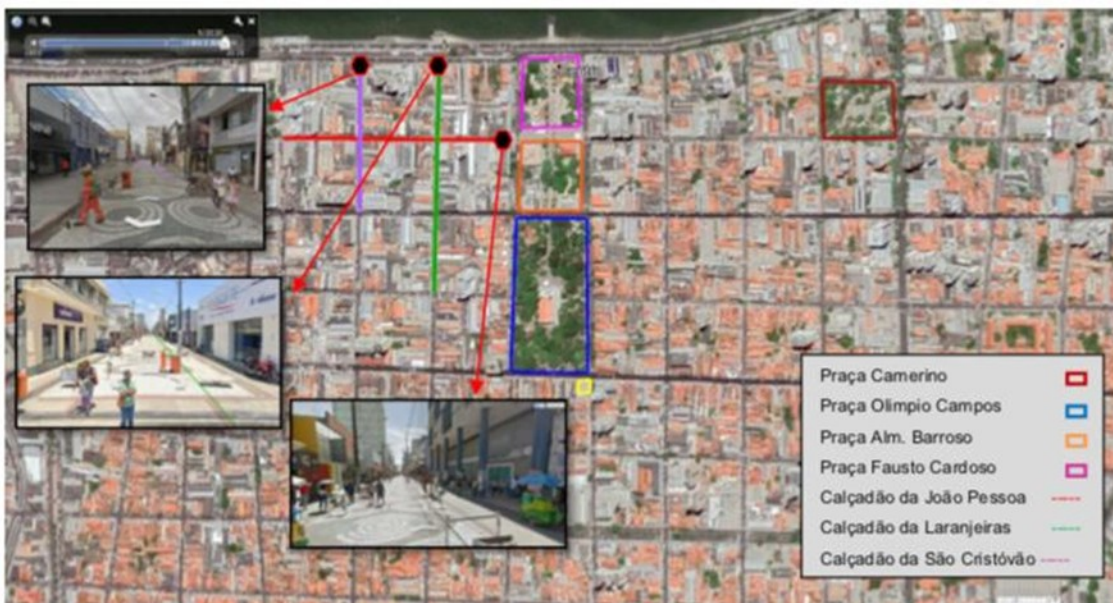 Praça Camerino
Praça Olimpio Campos
Praça Alm. Barroso
Praça Fausto Cardoso
Calçadão da João Pessoa
Calçadão da Laranjeiras
Calçadão da São Cristóvão